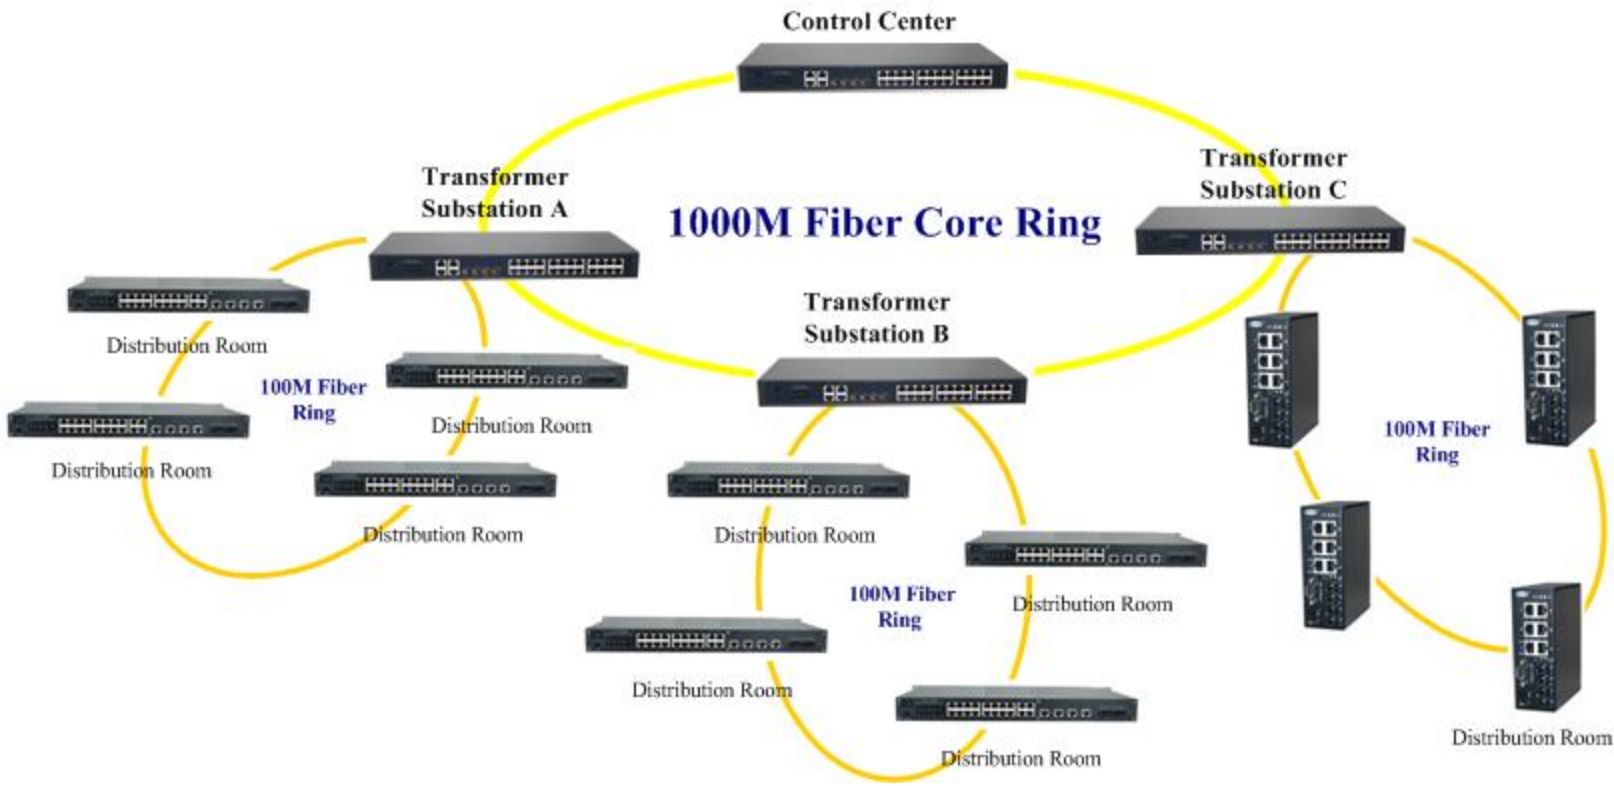 Control Center
Transformer
Substation A
Transformer
Substation C
1000M Fiber Core Ring
Transformer
Substation B
Distribution Room
100M Fiber
Ring
Distribution Room
Distribution Room
Distribution Room
Distribution Room
100M Fiber
Ring
Distribution Room
Distribution Room
Distribution Room
100M Fiber
Ring
Distribution Room